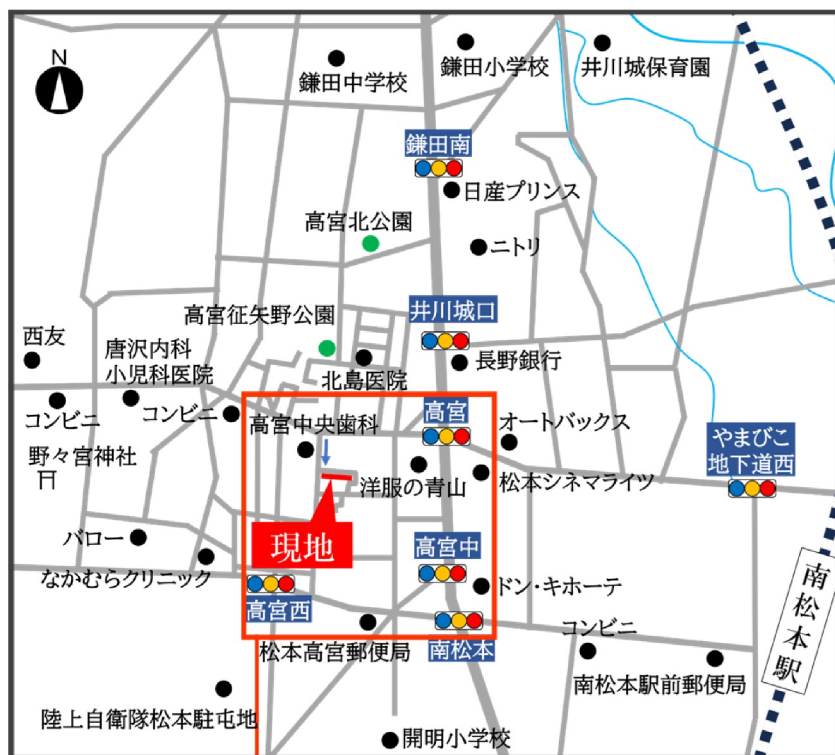 N
鎌田中学校
鎌田小学校
井川城保育園
鎌田南
日産プリンス
高宮北公園
ニトリ
井川城口
高宮征矢野公園
西友
唐沢内科
小児科医院
北島医院
長野銀行
コンビニ
コンビニ
高宮中央歯科
高宮
オートバックス
やまびこ
地下道西
野々宮神社
洋服の青山
松本シネマライツ
現地
バロー
高宮中
なかむらクリニック
ドン・キホーテ
高宮西
松本高宮郵便局
南松本
コンビニ
南松本駅
南松本駅前郵便局
陸上自衛隊松本駐屯地
開明小学校